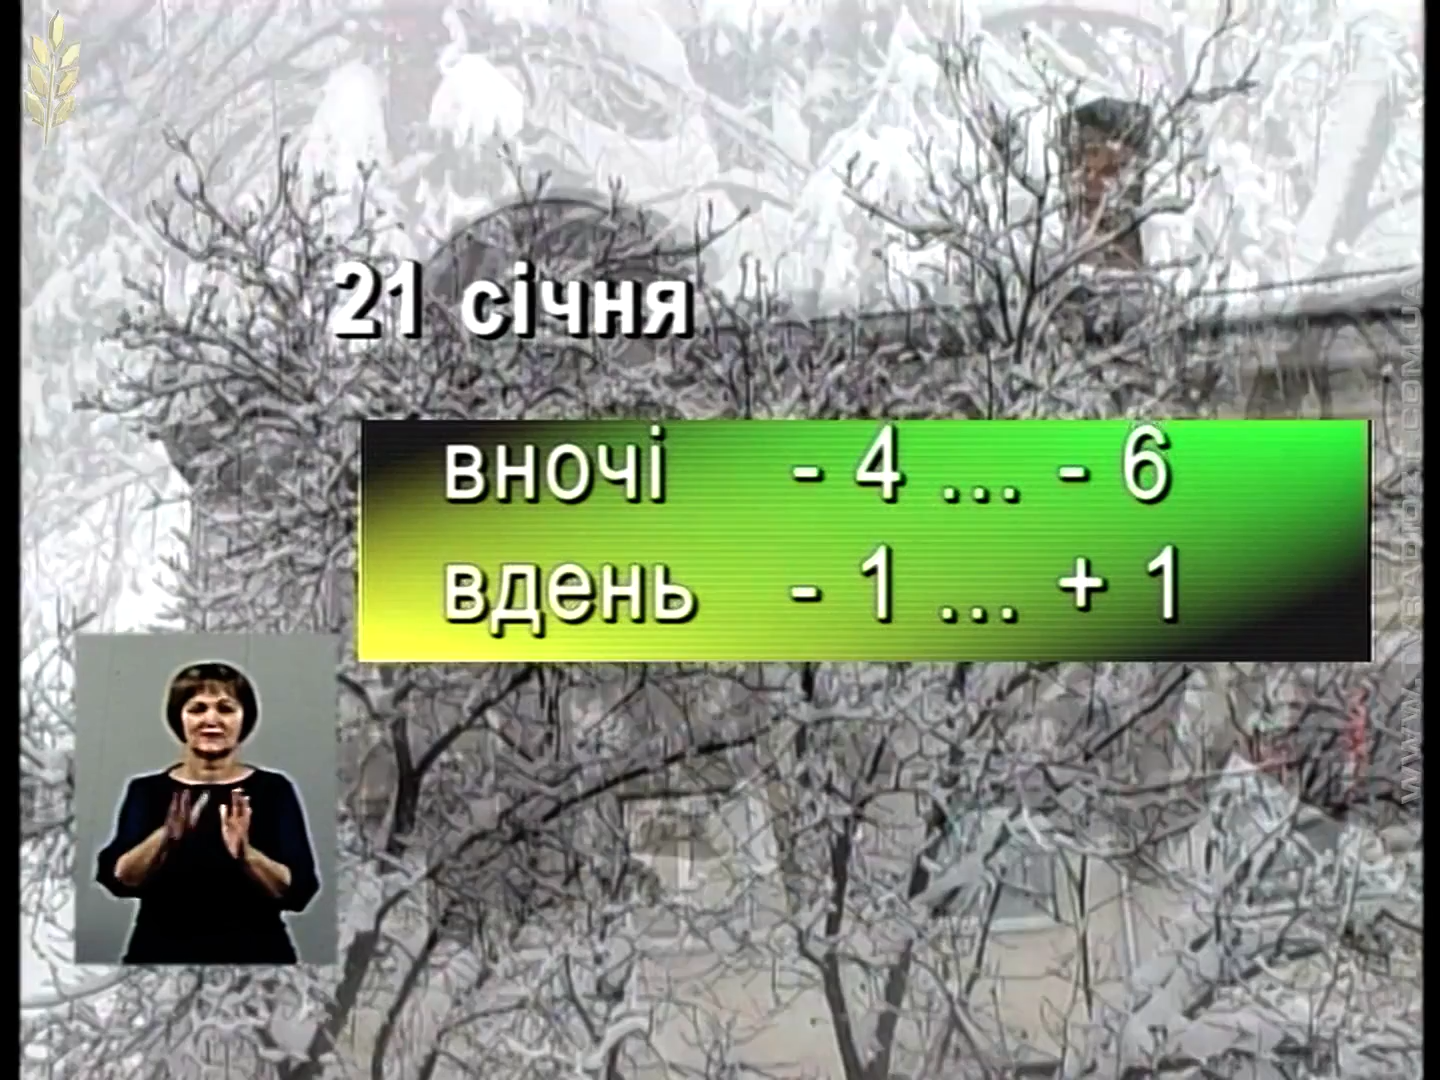 21 січня
вночі - 4 ... - 6
вдень - 1 ... + 1